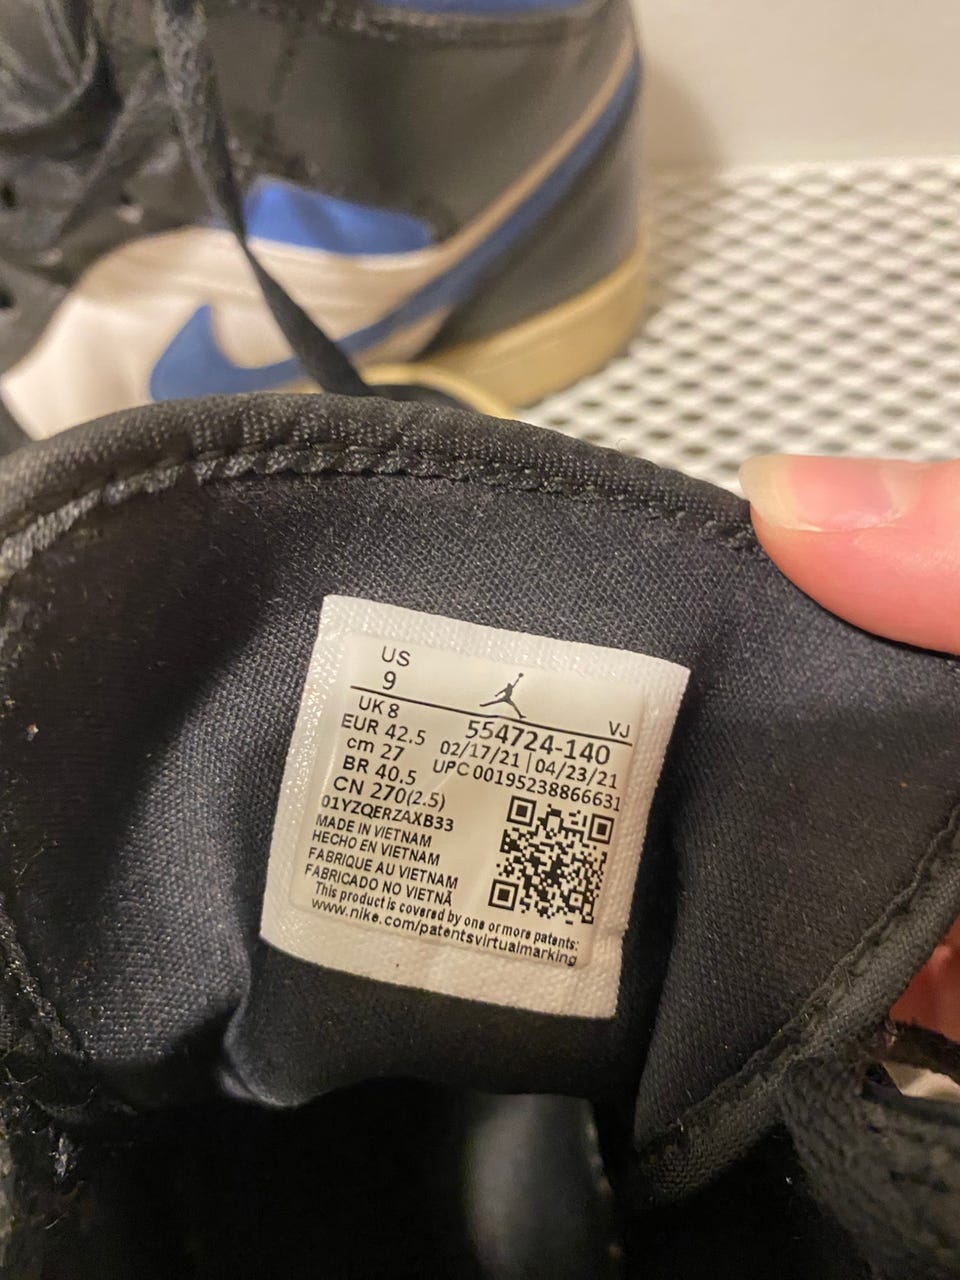 US
9
UK 8
EUR 42.5
cm 27
BR 40.5
CN 270(2.5)
01YZQERZAXB33
VJ
554724-140
02/17/21 | 04/23/21
UPC 00195238866631
MADE IN VIETNAM
HECHO EN VIETNAM
FABRIQUE AU VIETNAM
FABRICADO NO VIETNÃ
This product is covered by one or more patents:
www.nike.com/patentsvirtualmarking